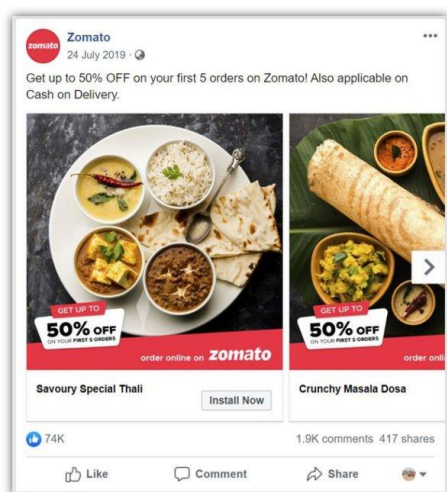 zomato
Zomato
24 July 2019 ·
Get up to 50% OFF on your first 5 orders on Zomato! Also applicable on
Cash on Delivery.
GET UP TO
50% OFF
ON YOUR FIRST 5 ORDERS
order online on zomato
GET UP TO
50% OFF
ON YOUR FIRST 5 ORDERS
order onli
Savoury Special Thali
Install Now
Crunchy Masala Dosa
74K
1.9K comments 417 shares
Like
Comment
Share